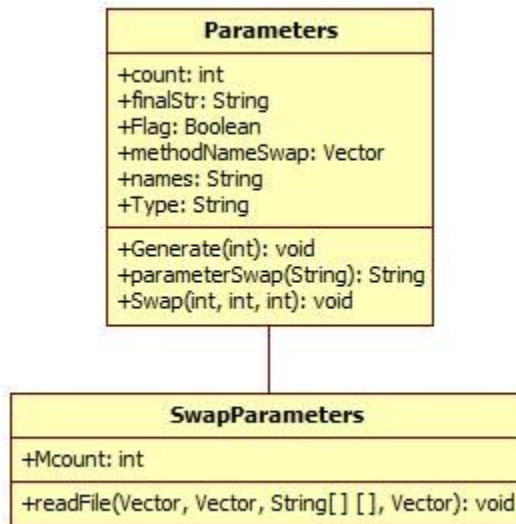 Parameters
+count: int
+finalStr: String
+Flag: Boolean
+methodNameSwap: Vector
+names: String
+Type: String
+Generate(int): void
+parameterSwap(String): String
+Swap(int, int, int): void
SwapParameters
+Mcount: int
+readFile(Vector, Vector, String[] [], Vector): void